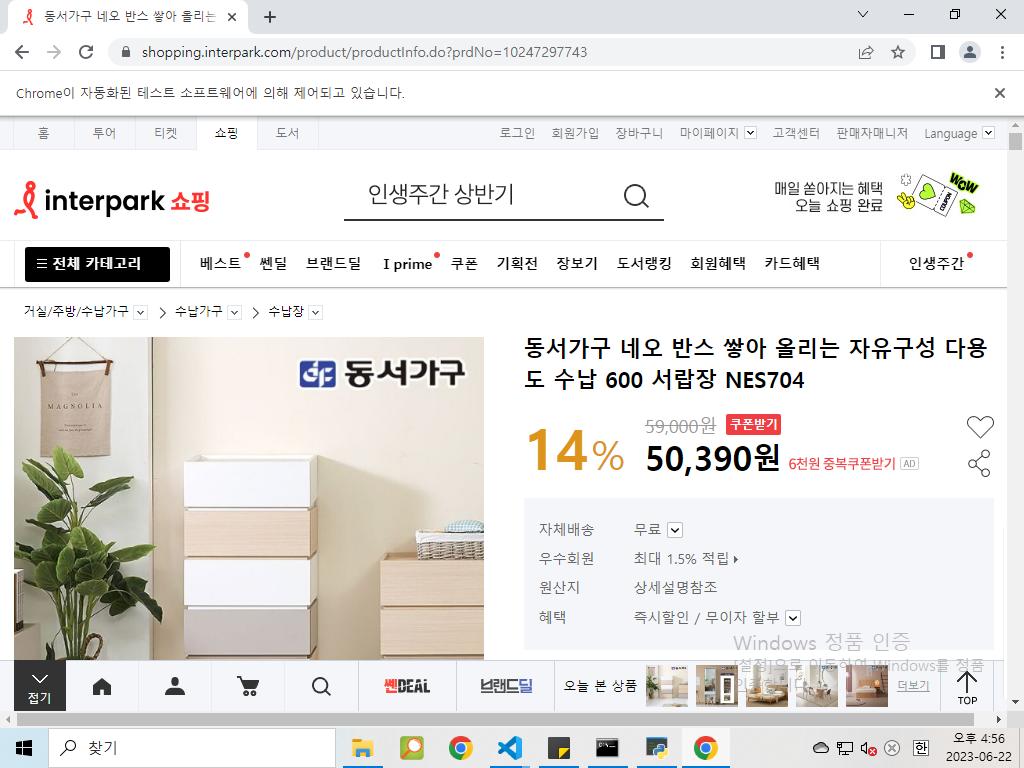 동서가구 네오 반스 쌓아 올리는
shopping.interpark.com/product/productInfo.do?prdNo=10247297743
Chrome이 자동화된 테스트 소프트웨어에 의해 제어되고 있습니다.
홈 투어 티켓 쇼핑 도서 로그인 회원가입 장바구니 마이페이지 고객센터 판매자매니저 Language
interpark 쇼핑
인생주간 상반기
매일 쏟아지는 혜택
오늘 쇼핑 완료
WOW
COUPON
전체 카테고리 베스트 쎈딜 브랜드딜 I prime 쿠폰 기획전 장보기 도서랭킹 회원혜택 카드혜택 인생주간
거실/주방/수납가구 수납가구 수납장
동서가구
MAGNOLIA
동서가구 네오 반스 쌓아 올리는 자유구성 다용
도 수납 600 서랍장 NES704
14%
59,000원 쿠폰받기
50,390원 6천원 중복쿠폰받기 AD
자체배송 무료
우수회원 최대 1.5% 적립
원산지 상세설명참조
혜택 즉시할인 / 무이자 할부
Windows 정품 인증
[설정]으로 이동하여 Windows를 정품
접기 쎈DEAL 브랜드딜 오늘 본 상품 더보기 TOP
찾기
한
오후 4:56
2023-06-22